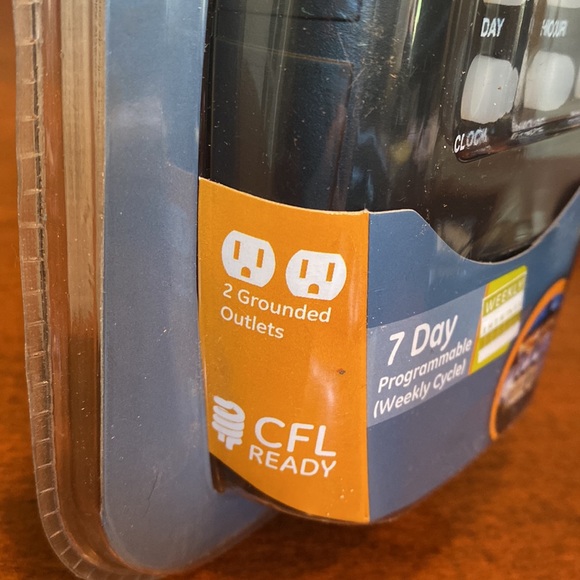 DAY HOUR
CLOCK
2 Grounded
Outlets
7 Day
Programmable
(Weekly Cycle)
WEEKLY
CFL
READY